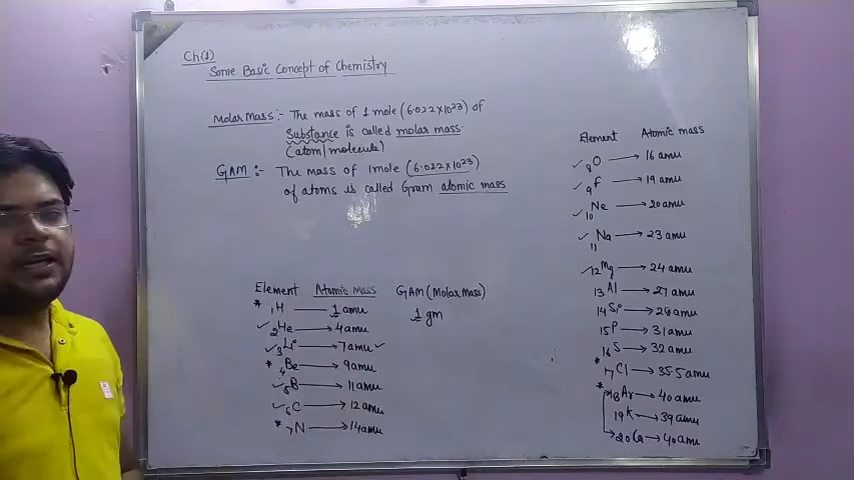 Ch(1)
Some Basic Concept of Chemistry
Molar Mass :- The mass of 1 mole (6.022×10²³) of
Substance is called molar mass.
(atom/molecule)
GAM :- The mass of 1mole (6.022×10²³)
of atoms is called Gram atomic mass
Element Atomic mass GAM (Molar Mass)
* ₁H —— 1 amu 1 gm
✓ ₂He → 4 amu
✓ ₃Li → 7 amu ✓
* ₄Be → 9 amu
✓ ₅B → 11 amu
✓ ₆C → 12 amu
* ₇N → 14 amu
Element Atomic mass
✓ ₈O → 16 amu
✓ ₉F → 19 amu
✓ ₁₀Ne → 20 amu
✓ ₁₁Na → 23 amu
✓ ₁₂Mg → 24 amu
₁₃Al → 27 amu
₁₄Si → 28 amu
₁₅P → 31 amu
₁₆S → 32 amu
* ₁₇Cl → 35.5 amu
* ₁₈Ar → 40 amu
₁₉K → 39 amu
₂₀Ca → 40 amu